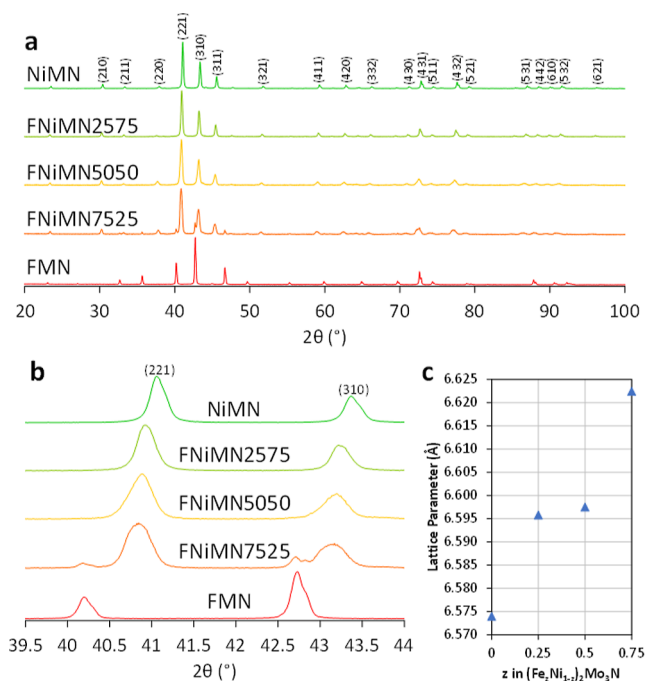 a
(210)
(211)
(220)
(221)
(310)
(311)
(321)
(411)
(420)
(332)
(430)
(431)
(511)
(432)
(521)
(531)
(442)
(610)
(532)
(621)
NiMN
FNiMN2575
FNiMN5050
FNiMN7525
FMN
20 30 40 50 60 70 80 90 100
2θ (°)
b
(221) (310)
NiMN
FNiMN2575
FNiMN5050
FNiMN7525
FMN
39.5 40 40.5 41 41.5 42 42.5 43 43.5 44
2θ (°)
c
Lattice Parameter (Å)
6.625
6.620
6.615
6.610
6.605
6.600
6.595
6.590
6.585
6.580
6.575
6.570
0 0.25 0.5 0.75
z in (Fe_zNi_{1-z})_2Mo_3N